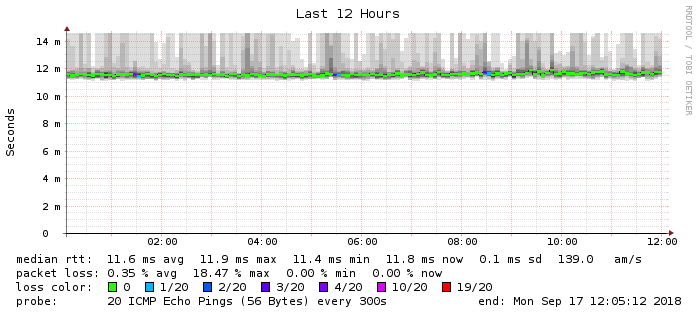 Last 12 Hours
RRDTOOL / TOBI OETIKER
Seconds
14 m
12 m
10 m
8 m
6 m
4 m
2 m
0
02:00 04:00 06:00 08:00 10:00 12:00
median rtt: 11.6 ms avg 11.9 ms max 11.4 ms min 11.8 ms now 0.1 ms sd 139.0 am/s
packet loss: 0.35 % avg 18.47 % max 0.00 % min 0.00 % now
loss color: 0 1/20 2/20 3/20 4/20 10/20 19/20
probe: 20 ICMP Echo Pings (56 Bytes) every 300s end: Mon Sep 17 12:05:12 2018